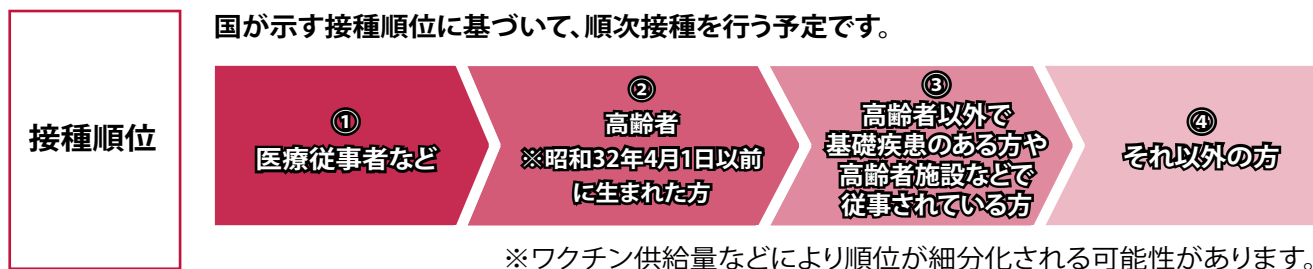 国が示す接種順位に基づいて、順次接種を行う予定です。
接種順位
①
医療従事者など
②
高齢者
※昭和32年4月1日以前
に生まれた方
③
高齢者以外で
基礎疾患のある方や
高齢者施設などで
従事されている方
④
それ以外の方
※ワクチン供給量などにより順位が細分化される可能性があります。